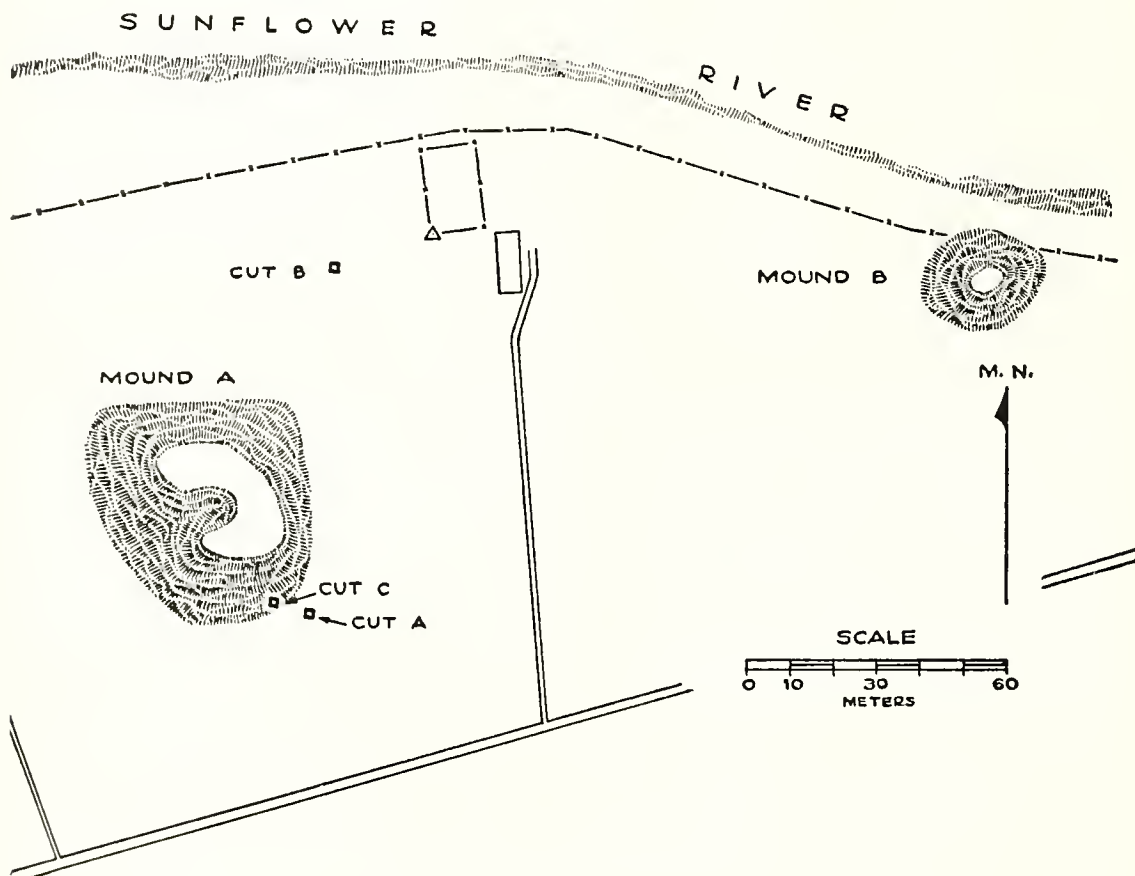 SUNFLOWER
RIVER
CUT B
MOUND B
MOUND A
M. N.
CUT C
CUT A
SCALE
0 10 30 60
METERS